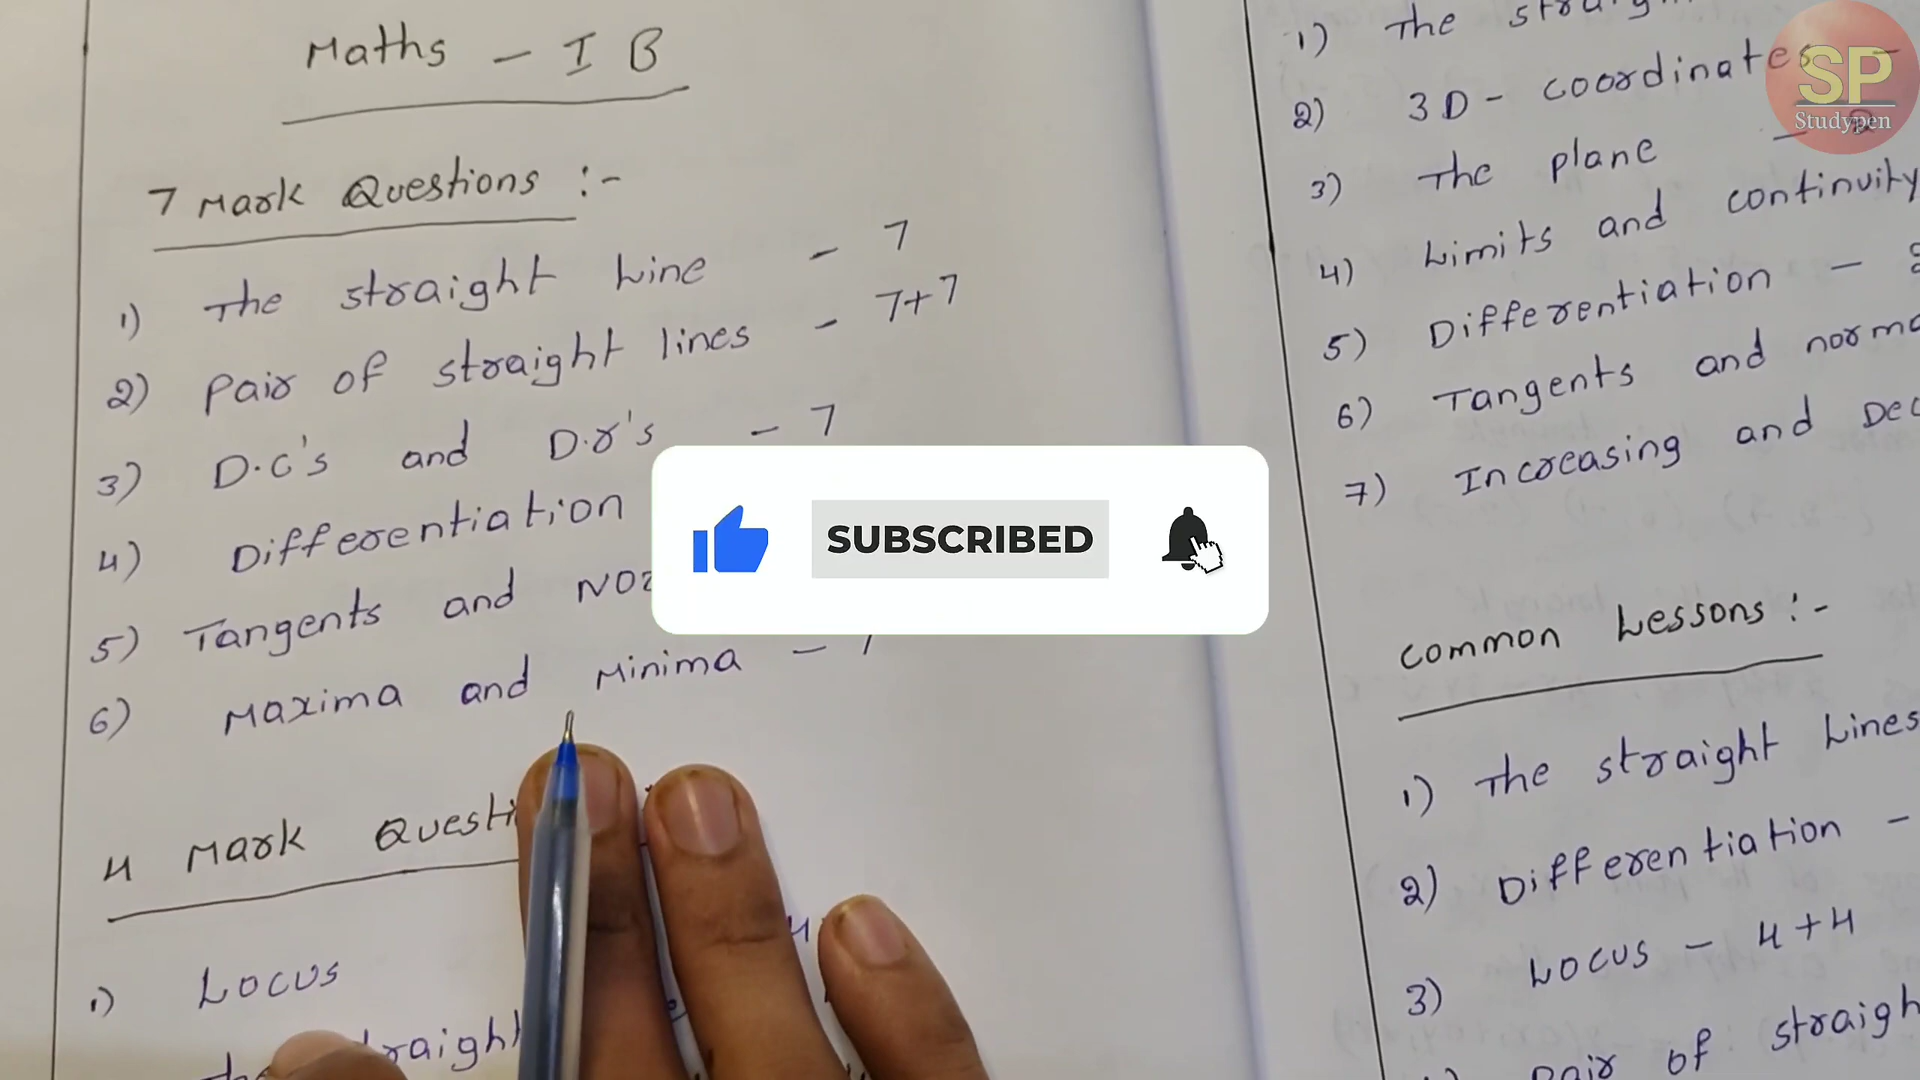 Maths - I B
7 Mark Questions :-
1) The straight Line - 7
2) Pair of straight lines - 7+7
3) D.C's and D.r's - 7
4) Differentiation
5) Tangents and
6) Maxima and Minima - 7
4 Mark
1) Locus
1) The
2) 3D - coordinates -
3) The plane -
4) Limits and continuity
5) Differentiation -
6) Tangents and
7) Increasing and
Common Lessons :-
1) The straight Lines
2) Differentiation -
3) Locus - 4+4
Pair of
SP
Studypen
SUBSCRIBED